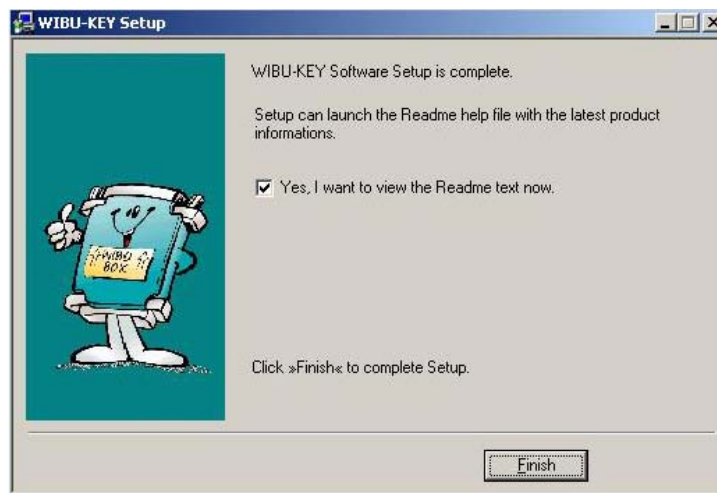 WIBU-KEY Setup
WIBU-KEY Software Setup is complete.
Setup can launch the Readme help file with the latest product
informations.
Yes, I want to view the Readme text now.
WIBU
BOX
Click »Finish« to complete Setup.
Finish